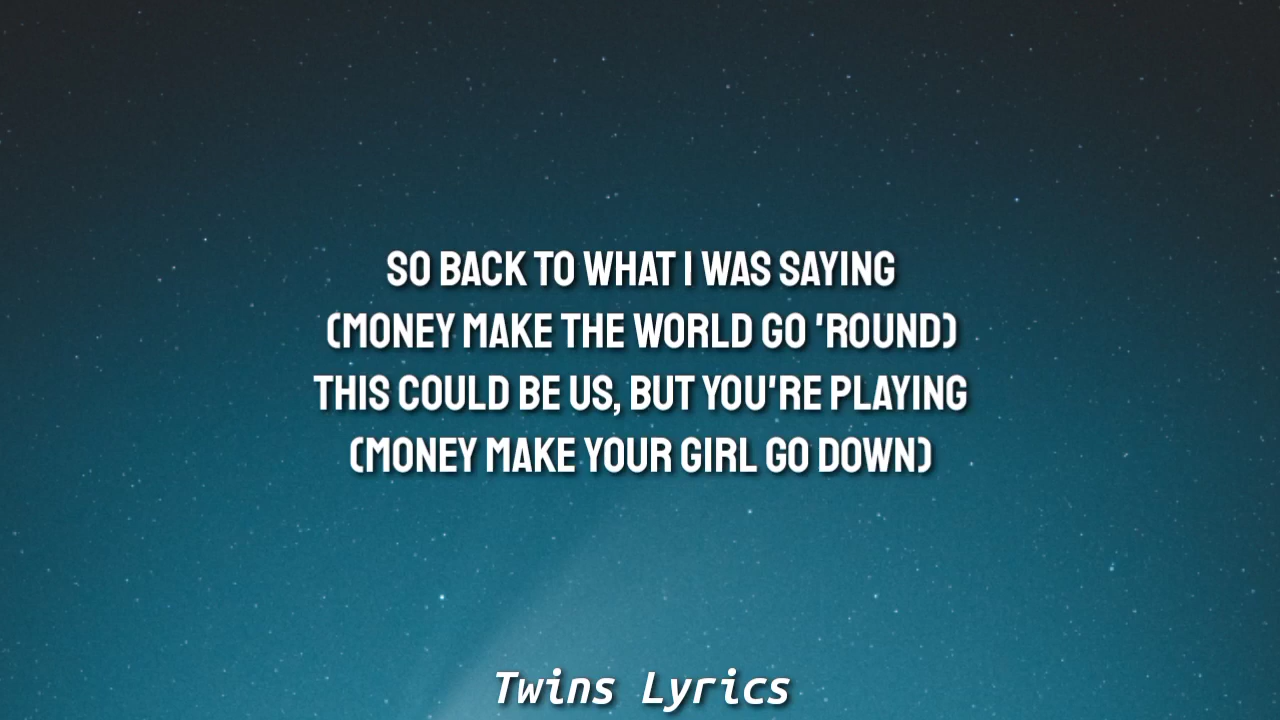 SO BACK TO WHAT I WAS SAYING
(MONEY MAKE THE WORLD GO 'ROUND)
THIS COULD BE US, BUT YOU'RE PLAYING
(MONEY MAKE YOUR GIRL GO DOWN)
Twins Lyrics